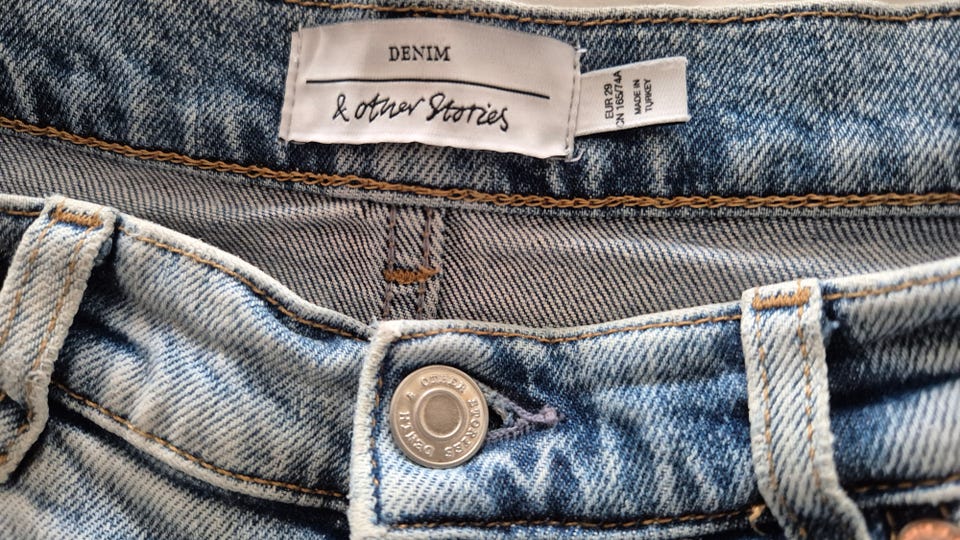 DENIM
& other Stories
EUR 29
CN 165/74A
MADE IN
TURKEY
& OTHER STORIES
DENIM